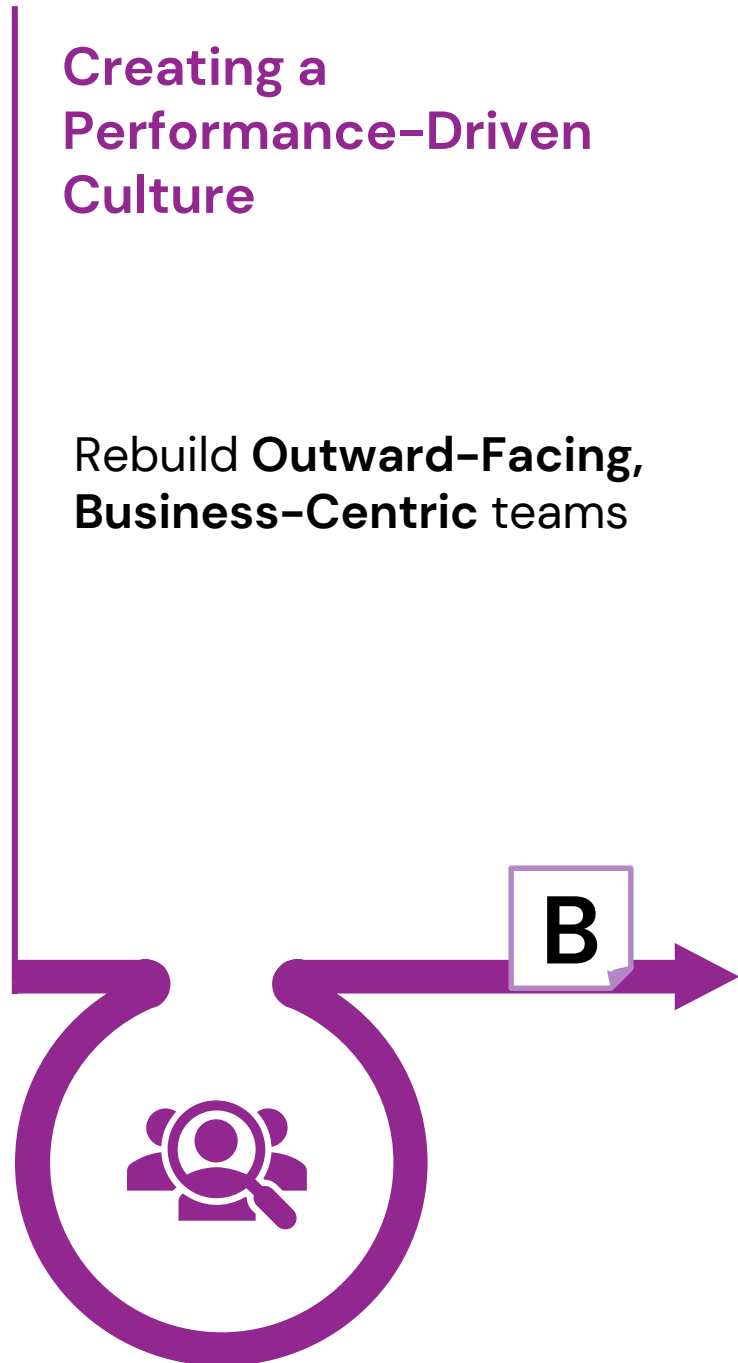 Creating a
Performance-Driven
Culture
Rebuild Outward-Facing,
Business-Centric teams
B